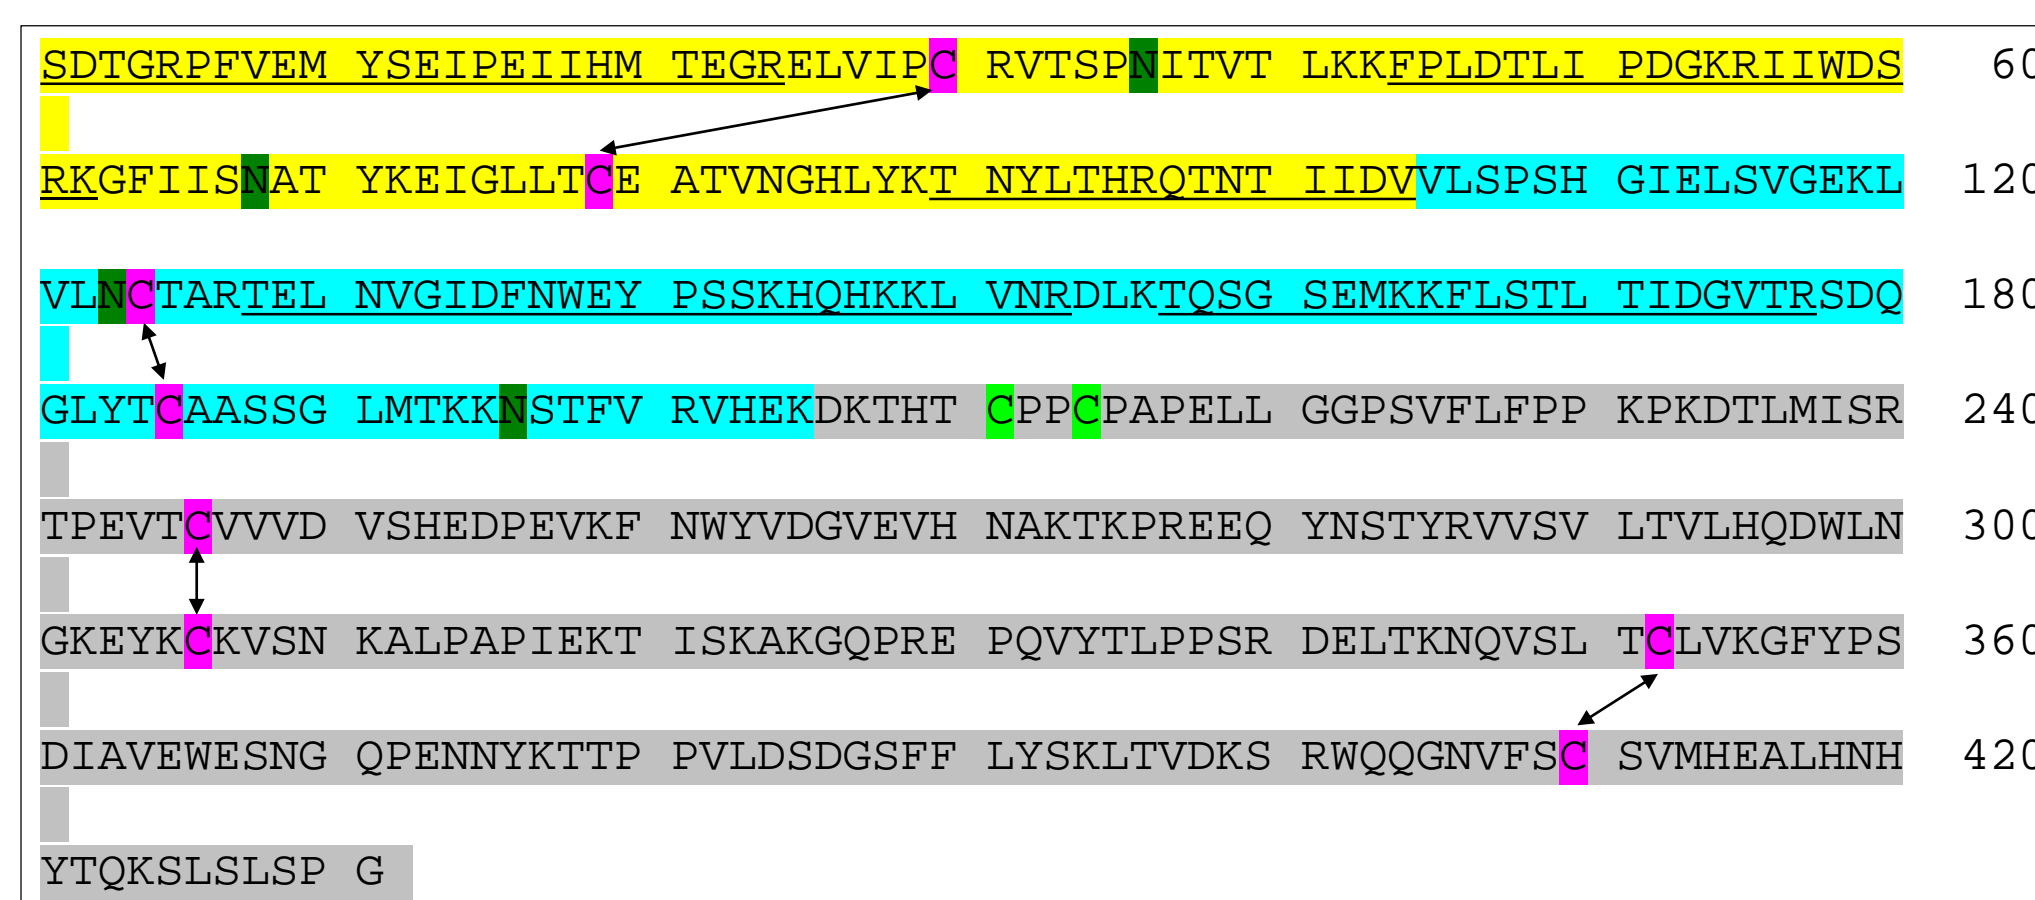 SDTGRPFVEM YSEIPEIIHM TEGRELVIPC RVTSPNITVT LKKFPLDTLI PDGKRIIWDS 60
RKGFIISNAT YKEIGLLTCE ATVNGHLYKT NYLTHRQTNT IIDVVLSPSH GIELSVGEKL 120
VLNCTARTEL NVGIDFNWEY PSSKHQHKKL VNRDLKTQSG SEMKKFLSTL TIDGVTRSDQ 180
GLYTCAASSG LMTKKNSTFV RVHEKDKTHT CPPCPAPELL GGPSVFLFPP KPKDTLMISR 240
TPEVTCVVVD VSHEDPEVKF NWYVDGVEVH NAKTKPREEQ YNSTYRVVSV LTVLHQDWLN 300
GKEYKCKVSN KALPAPIEKT ISKAKGQPRE PQVYTLPPSR DELTKNQVSL TCLVKGFYPS 360
DIAVEWESNG QPENNYKTTP PVLDSDGSFF LYSKLTVDKS RWQQGNVFSC SVMHEALHNH 420
YTQKSLSLSP G